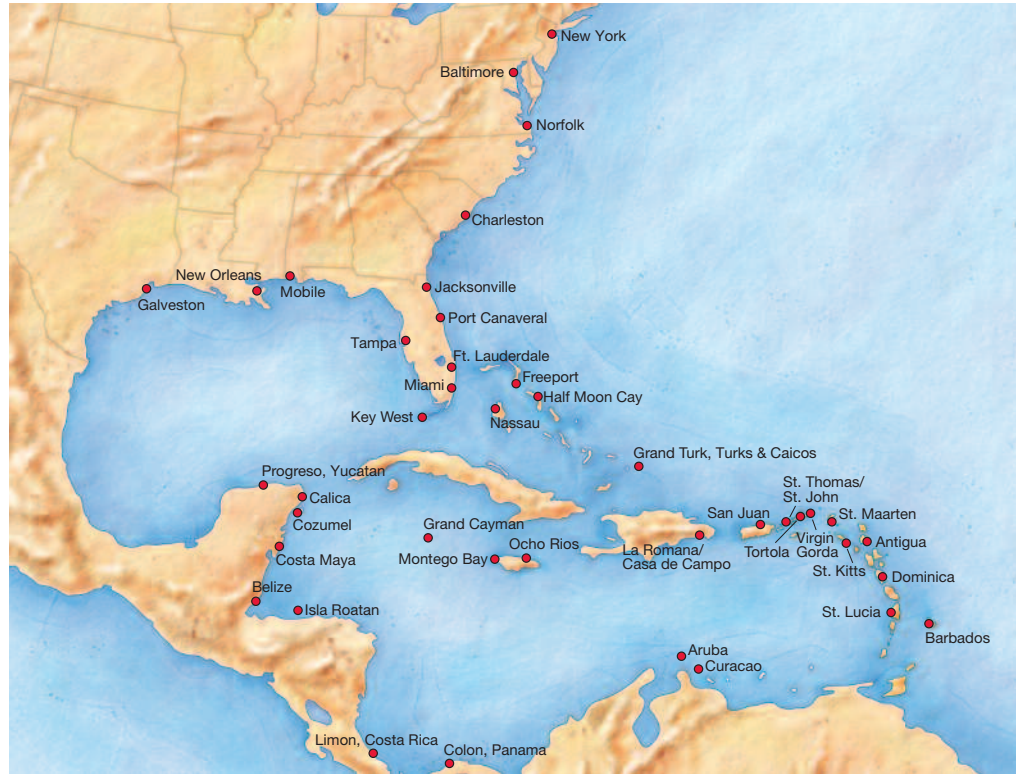 New York
Baltimore
Norfolk
Charleston
New Orleans
Mobile
Galveston
Jacksonville
Port Canaveral
Tampa
Ft. Lauderdale
Miami
Freeport
Half Moon Cay
Key West
Nassau
Grand Turk, Turks & Caicos
Progreso, Yucatan
Calica
Cozumel
Costa Maya
Belize
Isla Roatan
Grand Cayman
Montego Bay
Ocho Rios
La Romana/
Casa de Campo
San Juan
St. Thomas/
St. John
Tortola
Virgin
Gorda
St. Maarten
St. Kitts
Antigua
Dominica
St. Lucia
Barbados
Aruba
Curacao
Limon, Costa Rica
Colon, Panama